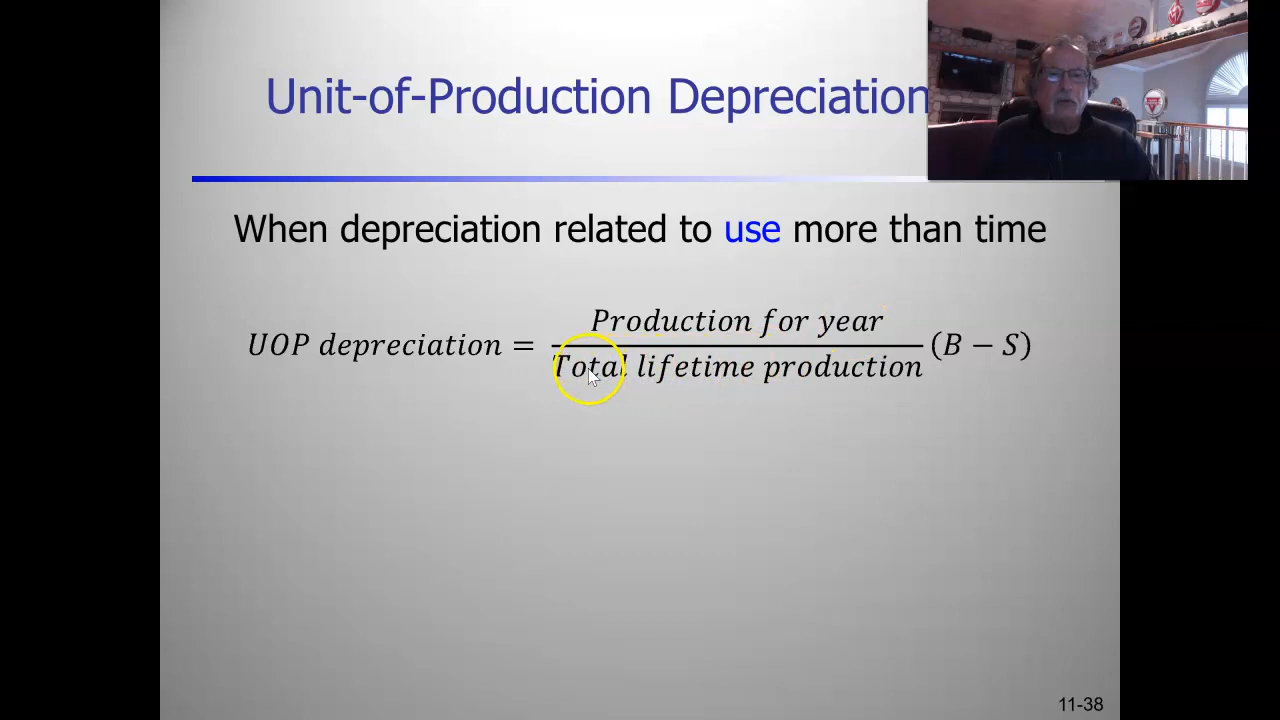 Unit-of-Production Depreciation
When depreciation related to use more than time
UOP depreciation = Production for year / Total lifetime production (B − S)
11-38